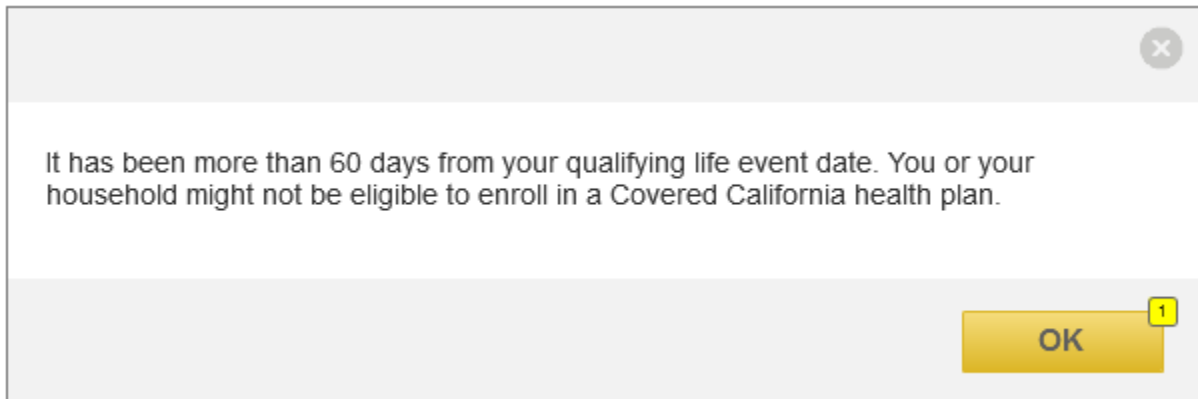 It has been more than 60 days from your qualifying life event date. You or your
household might not be eligible to enroll in a Covered California health plan.
1
OK